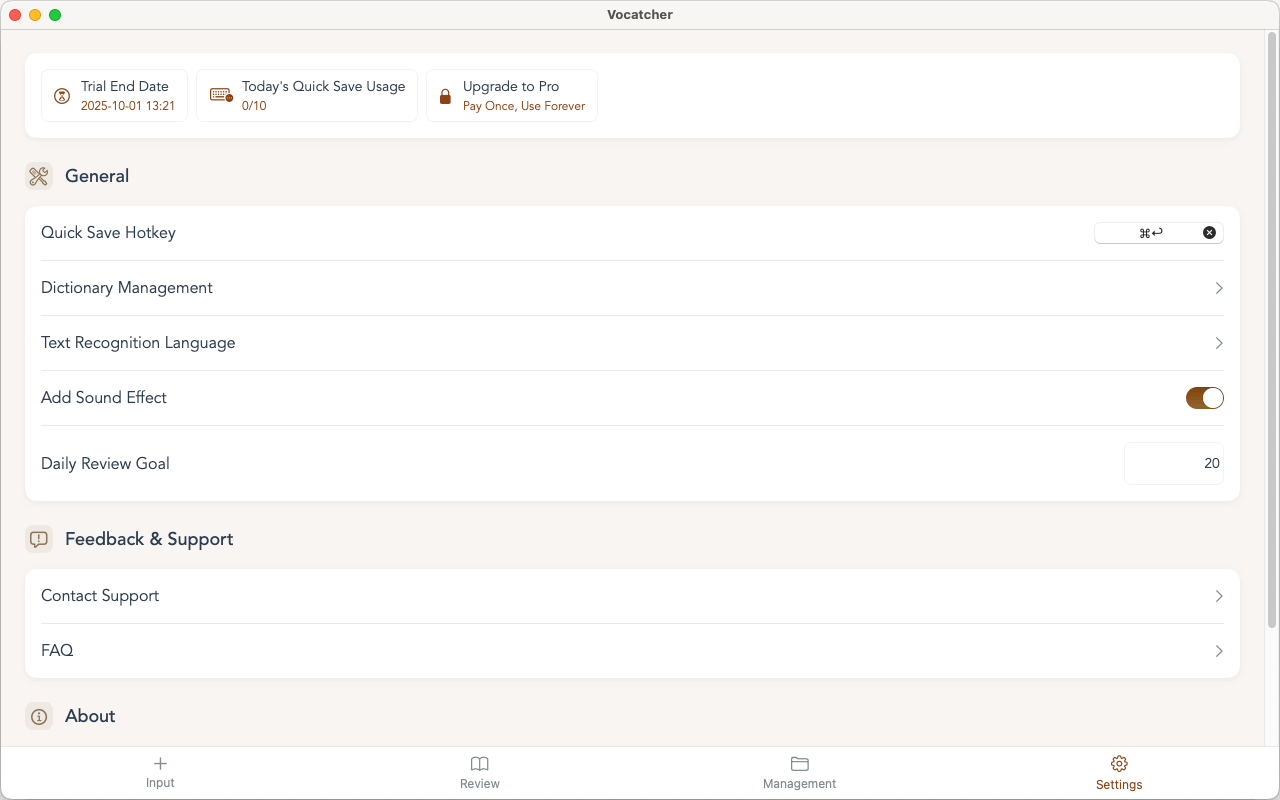 Vocatcher
Trial End Date
2025-10-01 13:21
Today's Quick Save Usage
0/10
Upgrade to Pro
Pay Once, Use Forever
General
Quick Save Hotkey
⌘↩
Dictionary Management
Text Recognition Language
Add Sound Effect
Daily Review Goal
20
Feedback & Support
Contact Support
FAQ
About
Input
Review
Management
Settings